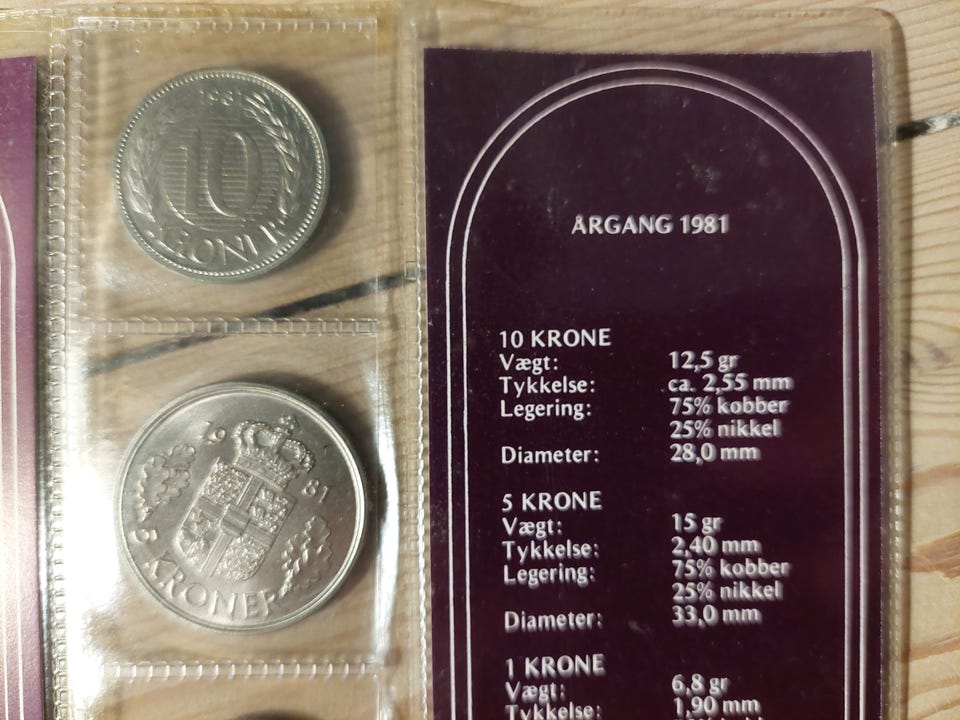 1981
10
KRONER
19 81
5 KRONER
ÅRGANG 1981
10 KRONE
Vægt: 12,5 gr
Tykkelse: ca. 2,55 mm
Legering: 75% kobber
25% nikkel
Diameter: 28,0 mm
5 KRONE
Vægt: 15 gr
Tykkelse: 2,40 mm
Legering: 75% kobber
25% nikkel
Diameter: 33,0 mm
1 KRONE
Vægt: 6,8 gr
Tykkelse: 1,90 mm